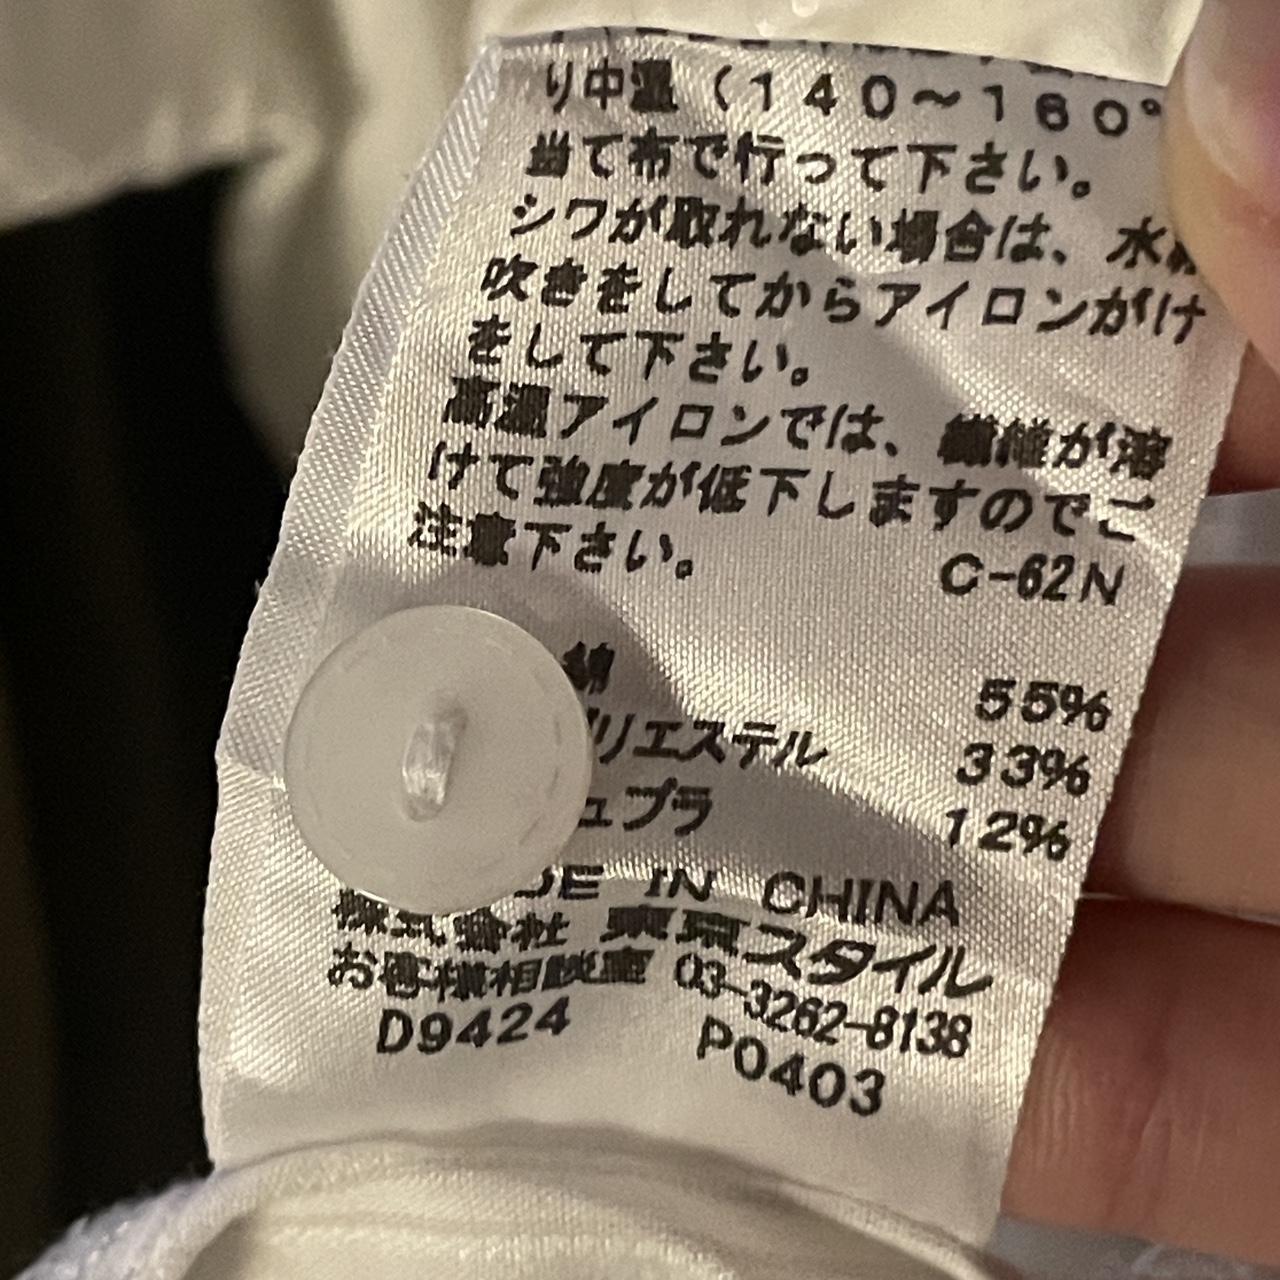 り中温（140～160°
当て布で行って下さい。
シワが取れない場合は、水
吹きをしてからアイロンがけ
をして下さい。
高温アイロンでは、繊維が溶
けて強度が低下しますのでご
注意下さい。
C-62N
綿 55%
リエステル 33%
ュプラ 12%
DE IN CHINA
株式会社 東京スタイル
お客様相談室 03-3262-8138
D9424 P0403